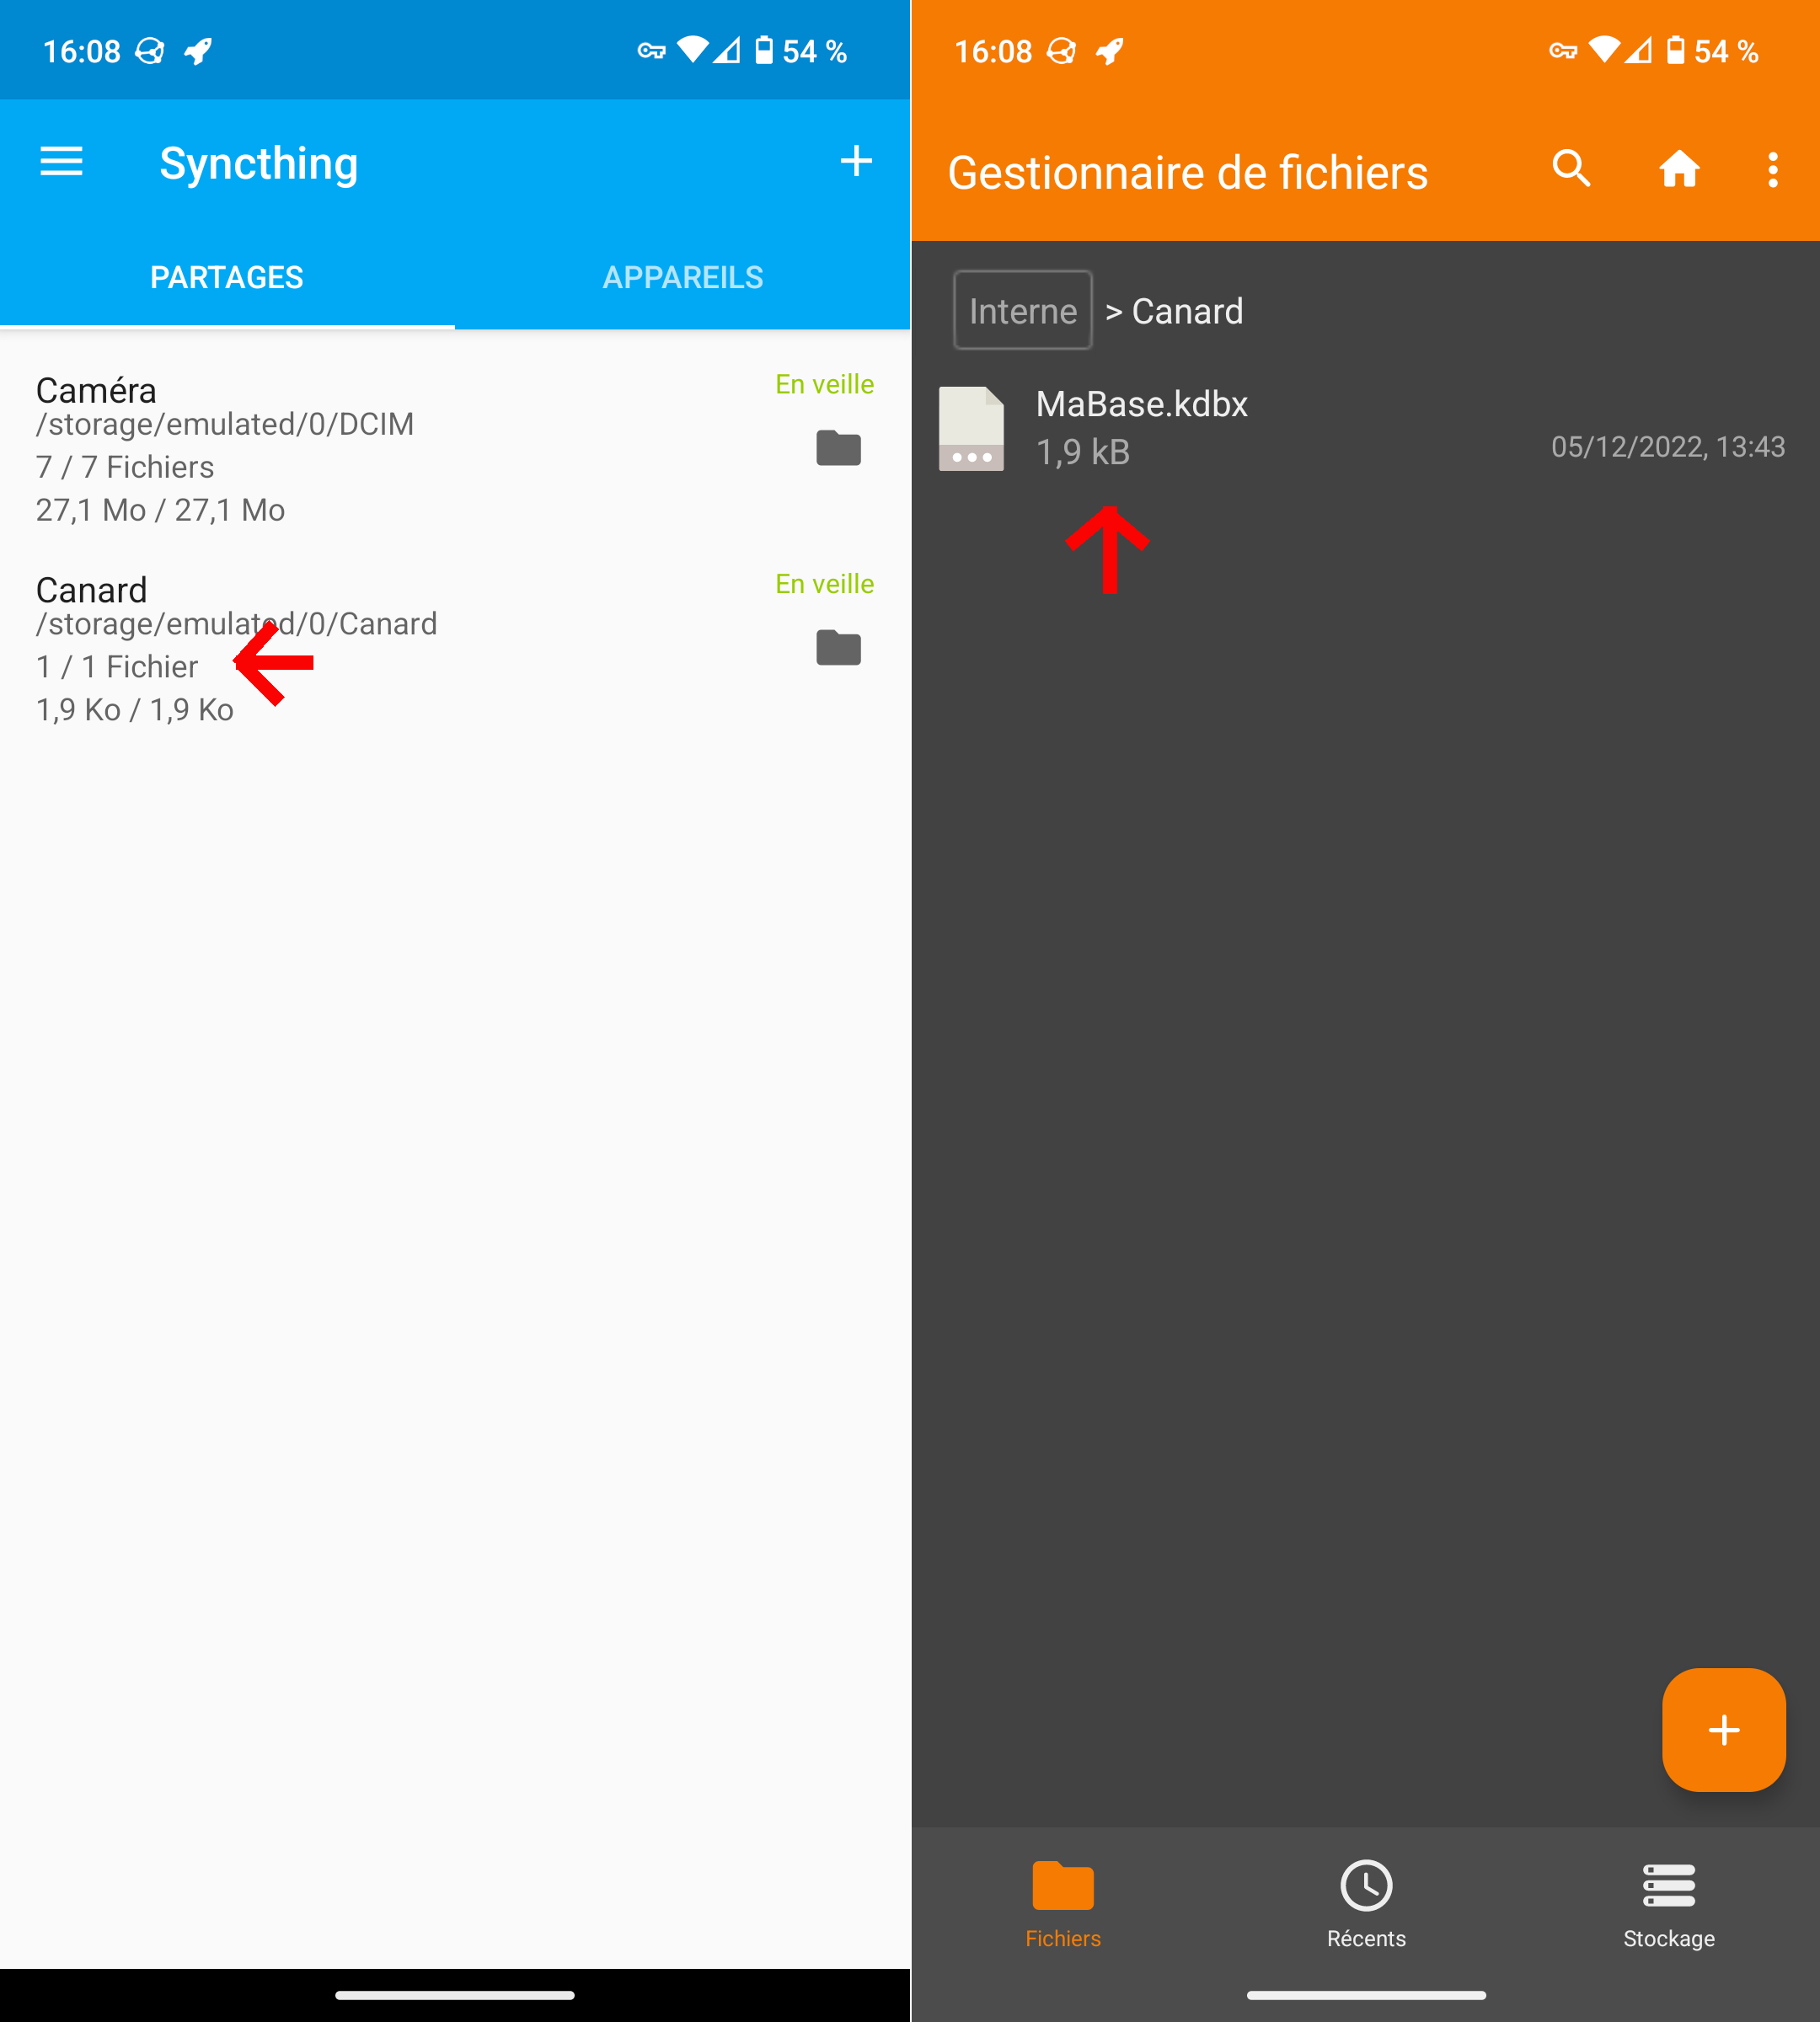 16:08 54 %
Syncthing
PARTAGES APPAREILS
Caméra En veille
/storage/emulated/0/DCIM
7 / 7 Fichiers
27,1 Mo / 27,1 Mo
Canard En veille
/storage/emulated/0/Canard
1 / 1 Fichier
1,9 Ko / 1,9 Ko
16:08 54 %
Gestionnaire de fichiers
Interne > Canard
MaBase.kdbx
1,9 kB 05/12/2022, 13:43
Fichiers Récents Stockage